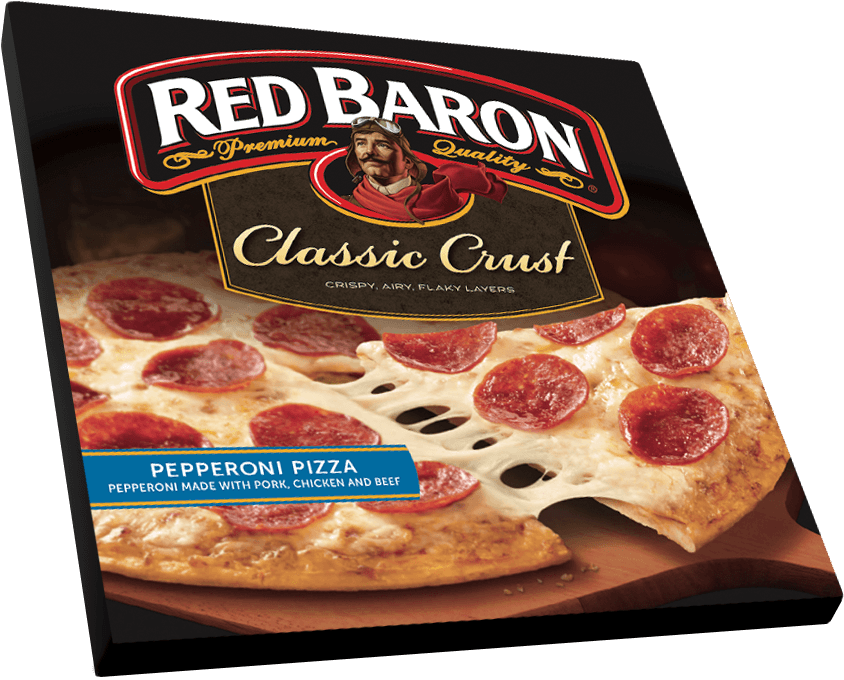 RED BARON
Premium Quality ®
Classic Crust
CRISPY, AIRY, FLAKY LAYERS
PEPPERONI PIZZA
PEPPERONI MADE WITH PORK, CHICKEN AND BEEF